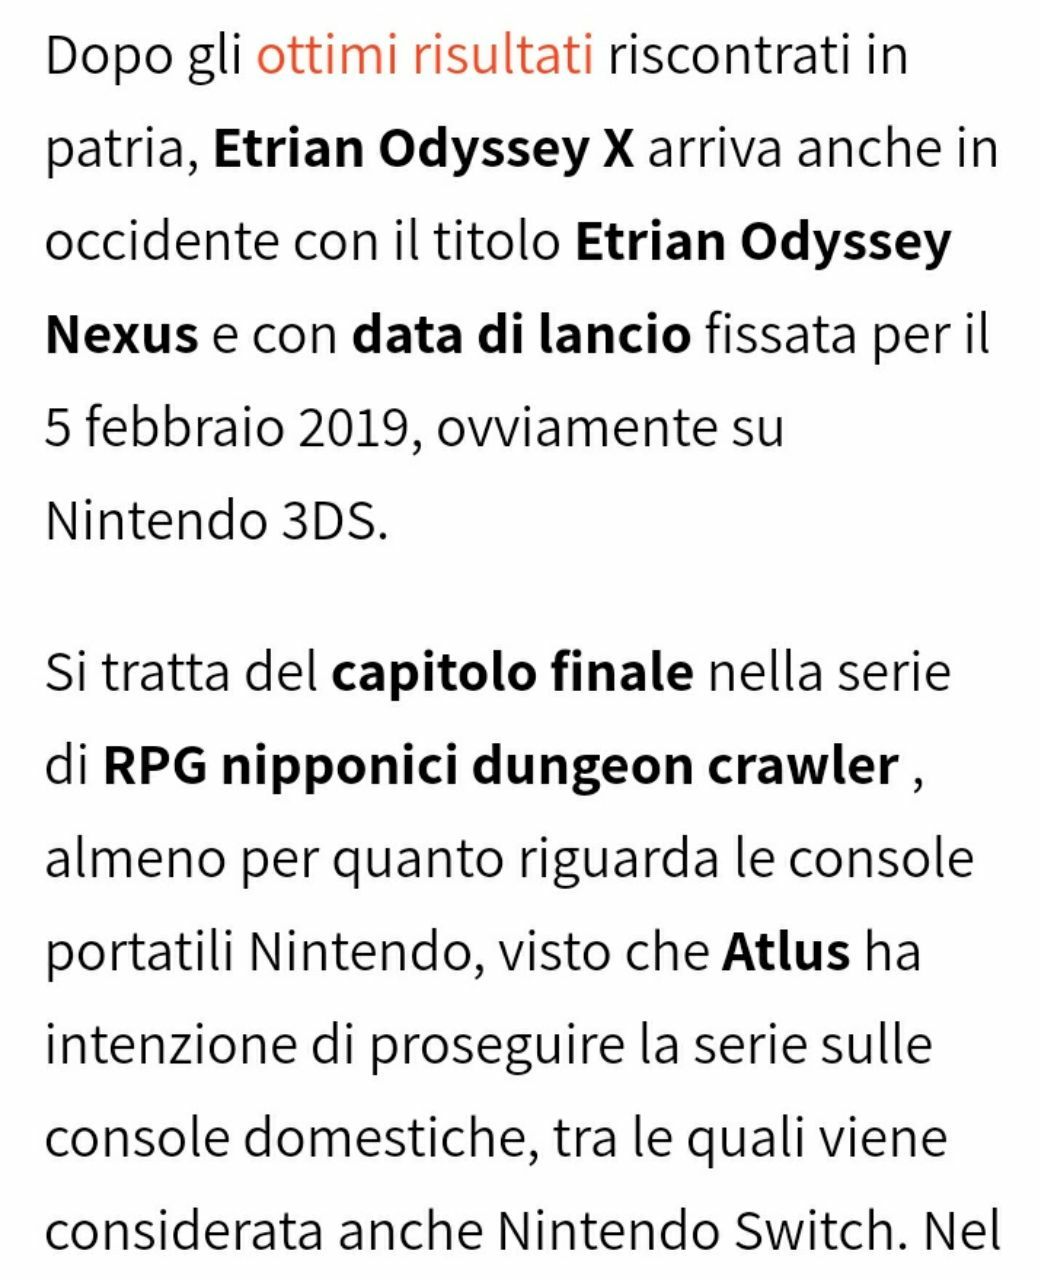 Dopo gli ottimi risultati riscontrati in
patria, Etrian Odyssey X arriva anche in
occidente con il titolo Etrian Odyssey
Nexus e con data di lancio fissata per il
5 febbraio 2019, ovviamente su
Nintendo 3DS.
Si tratta del capitolo finale nella serie
di RPG nipponici dungeon crawler ,
almeno per quanto riguarda le console
portatili Nintendo, visto che Atlus ha
intenzione di proseguire la serie sulle
console domestiche, tra le quali viene
considerata anche Nintendo Switch. Nel